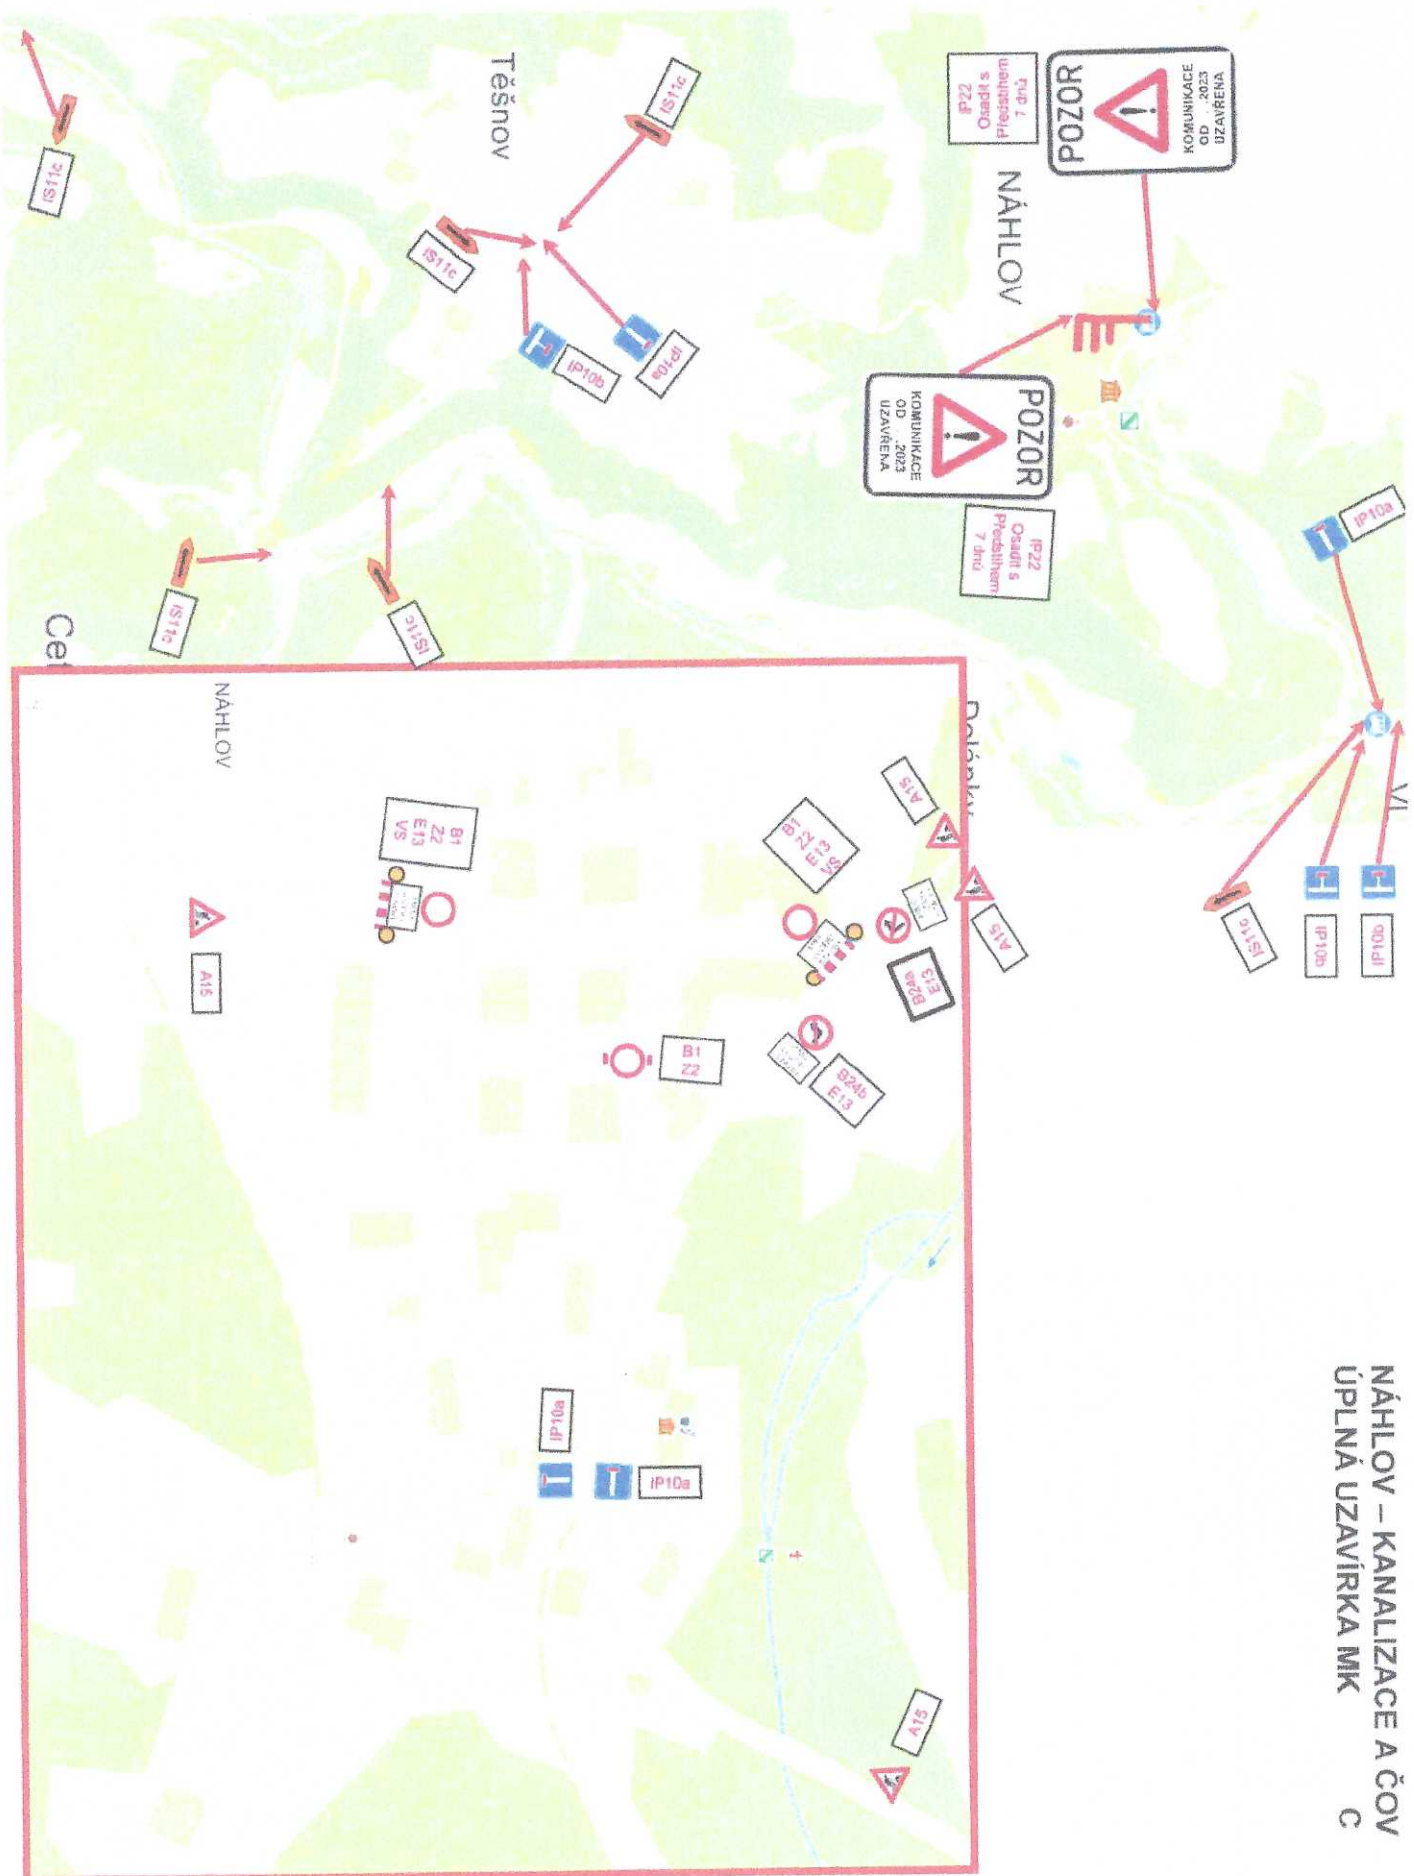 NÁHLOV – KANALIZACE A ČOV
ÚPLNÁ UZAVÍRKA MK
C
KOMUNIKACE
OD . .2023
UZAVŘENA
POZOR
IP22
Osadit s
Předstihem
7 dnů
NÁHLOV
POZOR
KOMUNIKACE
OD . .2023
UZAVŘENA
IP22
Osadit s
Předstihem
7 dnů
Těšnov
IS11c
IS11c
IS11c
IP10a
IP10b
IS11c
IS11c
IP10a
IP10b
IP10b
IS11c
NÁHLOV
B1
Z2
E13
VS
A15
B1
Z2
E13
VS
A15
A15
B24a
E13
B24b
E13
B1
Z2
IP10a
IP10a
A15